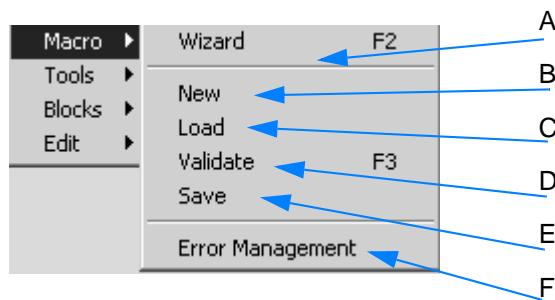 Macro Wizard F2 A
Tools
B
New
Blocks
Load C
Edit
Validate F3
D
Save
E
Error Management
F